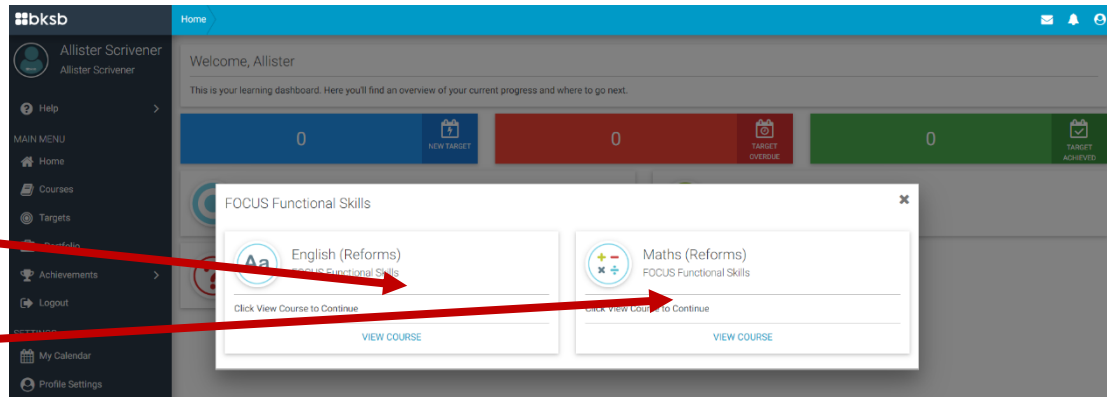 bksb
Home
Allister Scrivener
Allister Scrivener
Help
MAIN MENU
Home
Courses
Targets
Portfolio
Achievements
Logout
SETTINGS
My Calendar
Profile Settings
Welcome, Allister
This is your learning dashboard. Here you'll find an overview of your current progress and where to go next.
0
NEW TARGET
0
TARGET OVERDUE
0
TARGET ACHIEVED
FOCUS Functional Skills
Aa
English (Reforms)
FOCUS Functional Skills
Click View Course to Continue
VIEW COURSE
Maths (Reforms)
FOCUS Functional Skills
Click View Course to Continue
VIEW COURSE